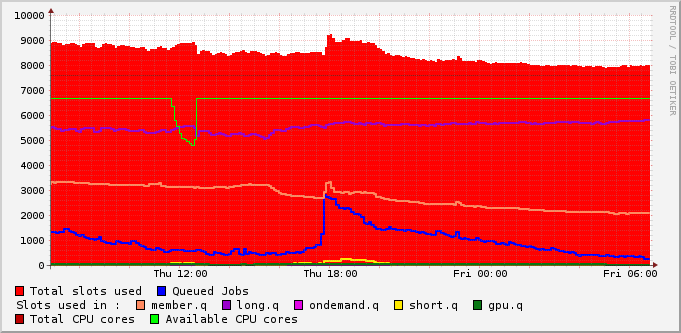 10000
9000
8000
7000
6000
5000
4000
3000
2000
1000
0
Thu 12:00 Thu 18:00 Fri 00:00 Fri 06:00
RRDTOOL / TOBI OETIKER
Total slots used Queued Jobs
Slots used in : member.q long.q ondemand.q short.q gpu.q
Total CPU cores Available CPU cores